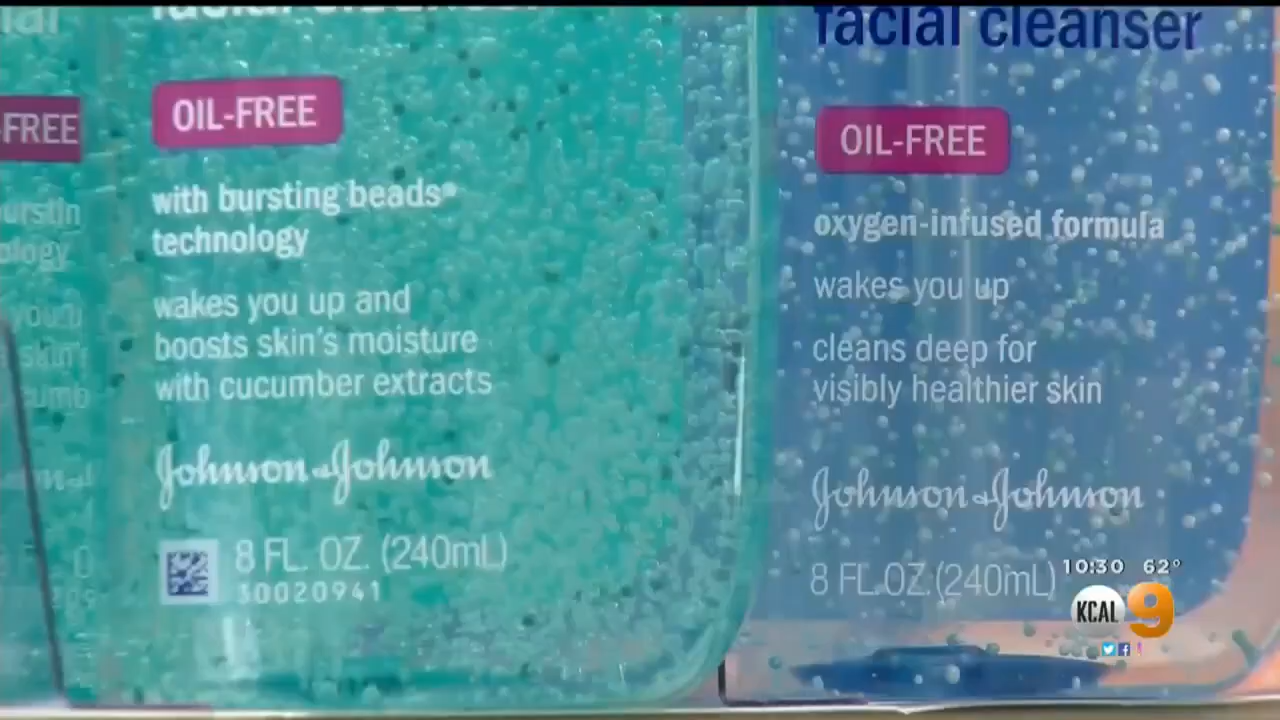 -FREE
OIL-FREE
with bursting beads®
technology
wakes you up and
boosts skin's moisture
with cucumber extracts
Johnson & Johnson
8 FL. OZ. (240mL)
30020941
facial cleanser
OIL-FREE
oxygen-infused formula
wakes you up
cleans deep for
visibly healthier skin
Johnson & Johnson
8 FL.OZ.(240mL)
10:30 62°
KCAL 9